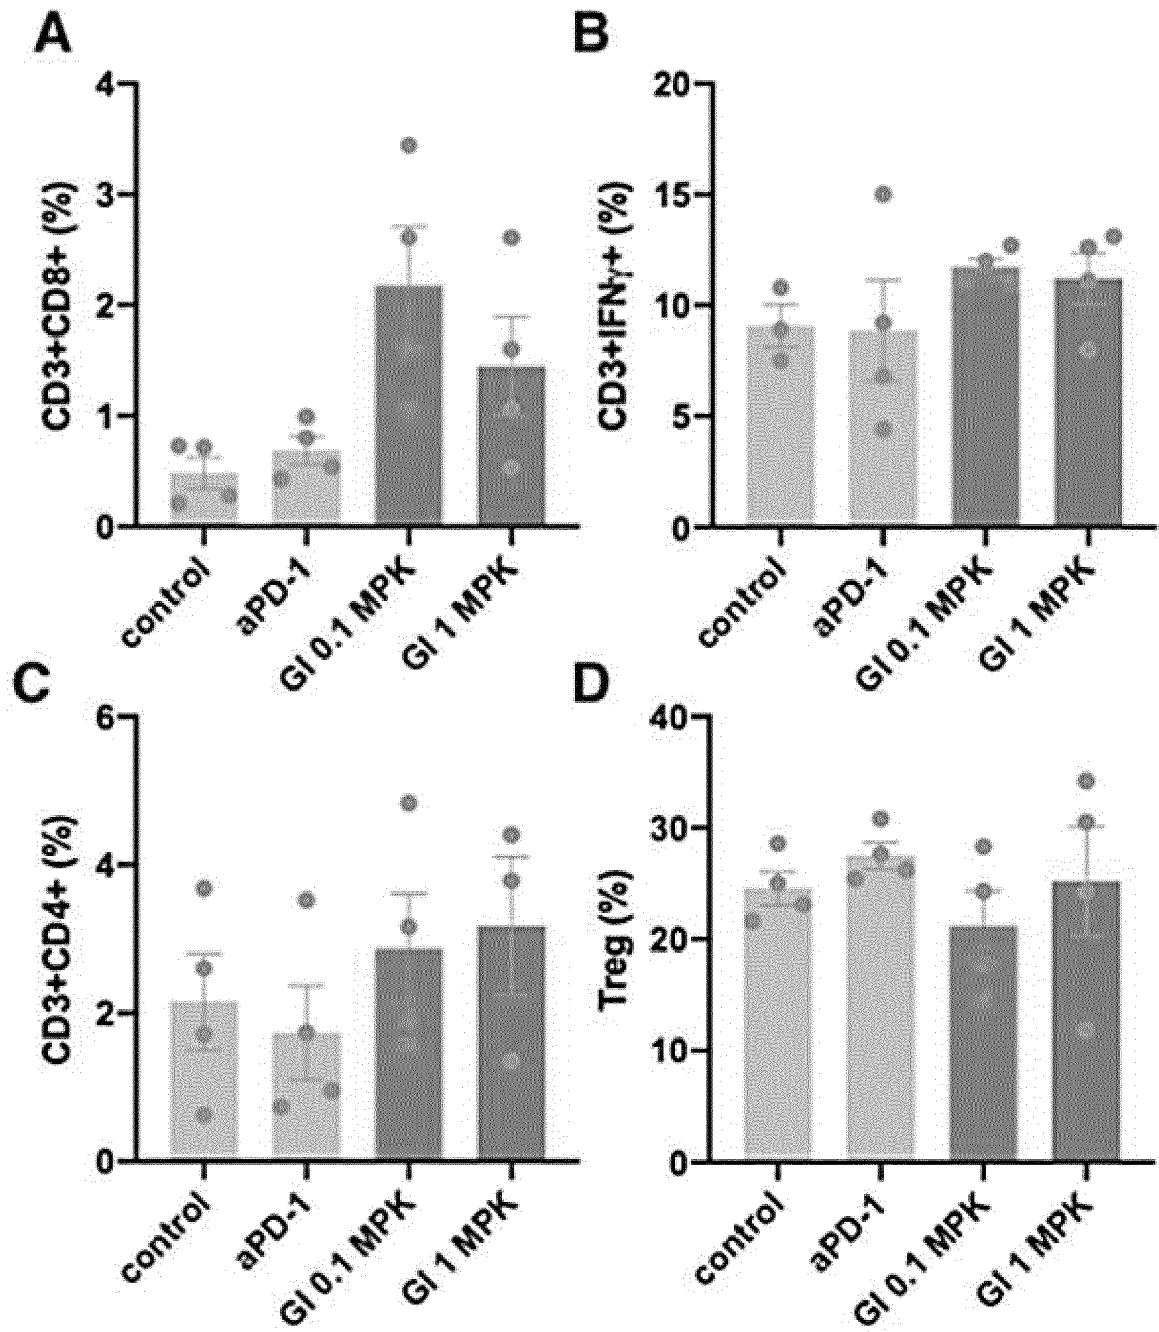 A
CD3+CD8+ (%)
4
3
2
1
0
control
aPD-1
GI 0.1 MPK
GI 1 MPK
B
CD3+IFNγ+ (%)
20
15
10
5
0
control
aPD-1
GI 0.1 MPK
GI 1 MPK
C
CD3+CD4+ (%)
6
4
2
0
control
aPD-1
GI 0.1 MPK
GI 1 MPK
D
Treg (%)
40
30
20
10
0
control
aPD-1
GI 0.1 MPK
GI 1 MPK